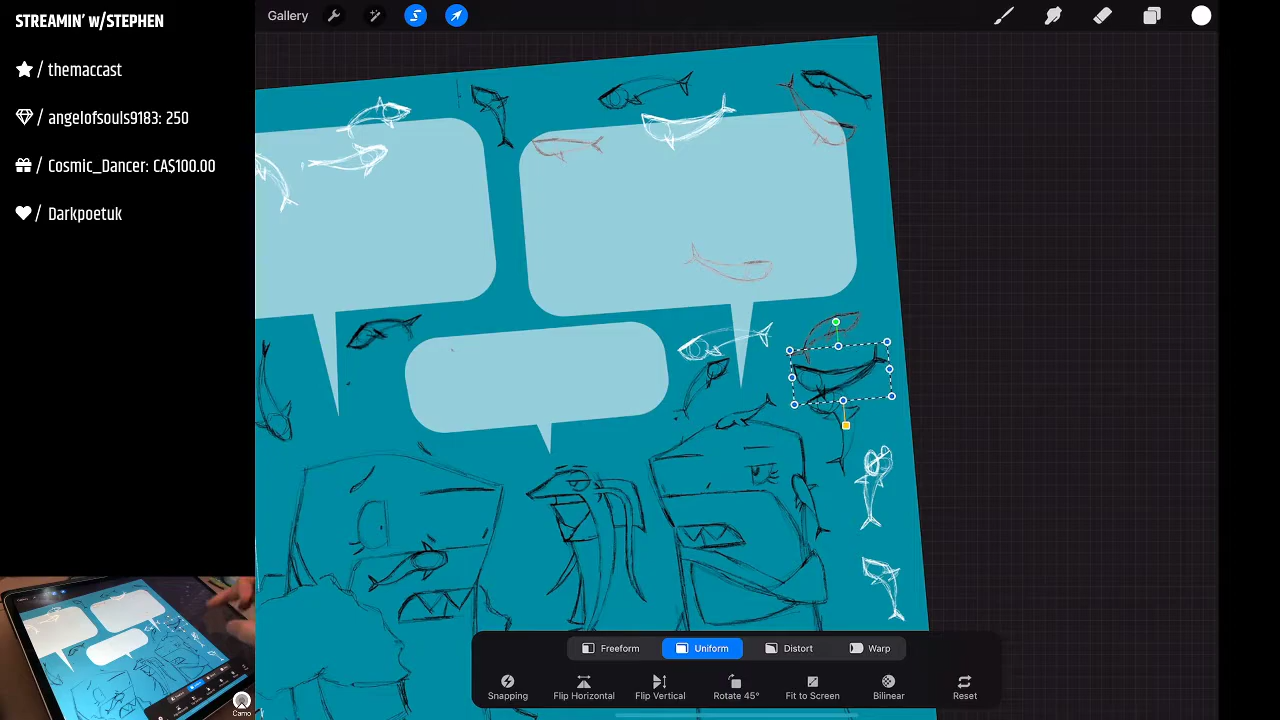 STREAMIN' w/STEPHEN
/ themaccast
/ angelofsouls9183: 250
/ Cosmic_Dancer: CA$100.00
/ Darkpoetuk
Gallery
Freeform
Uniform
Distort
Warp
Snapping
Flip Horizontal
Flip Vertical
Rotate 45°
Fit to Screen
Bilinear
Reset
Camo